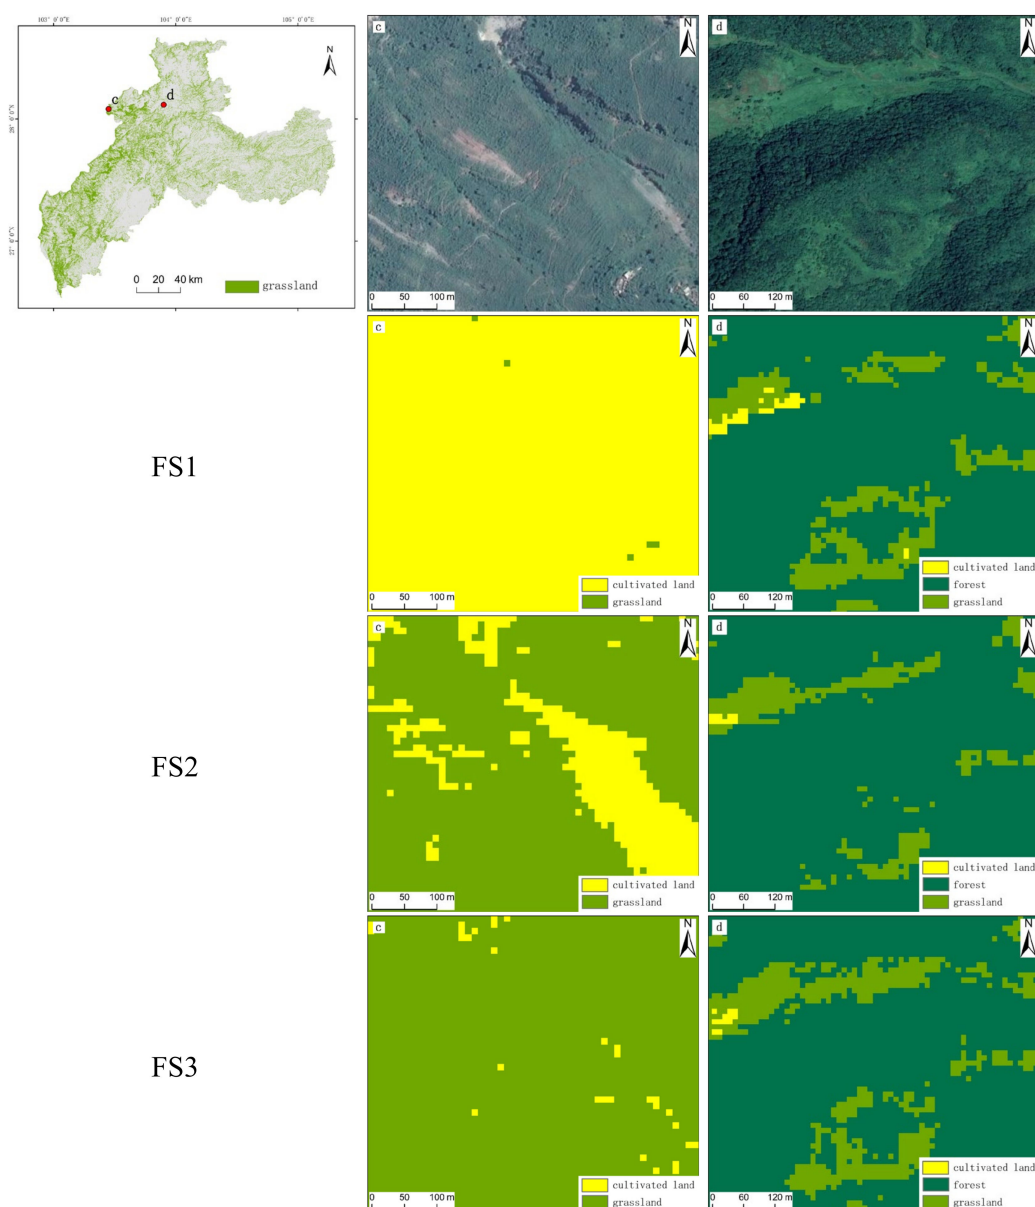 103° 0′0″E 104° 0′0″E 105° 0′0″E
N
c
d
28° 0′0″N
27° 0′0″N
0 20 40 km
grassland
c
N
0 50 100 m
d
N
0 60 120 m
FS1
c
N
cultivated land
grassland
0 50 100 m
d
N
cultivated land
forest
grassland
0 60 120 m
FS2
c
N
cultivated land
grassland
0 50 100 m
d
N
cultivated land
forest
grassland
0 60 120 m
FS3
c
N
cultivated land
grassland
0 50 100 m
d
N
cultivated land
forest
grassland
0 60 120 m